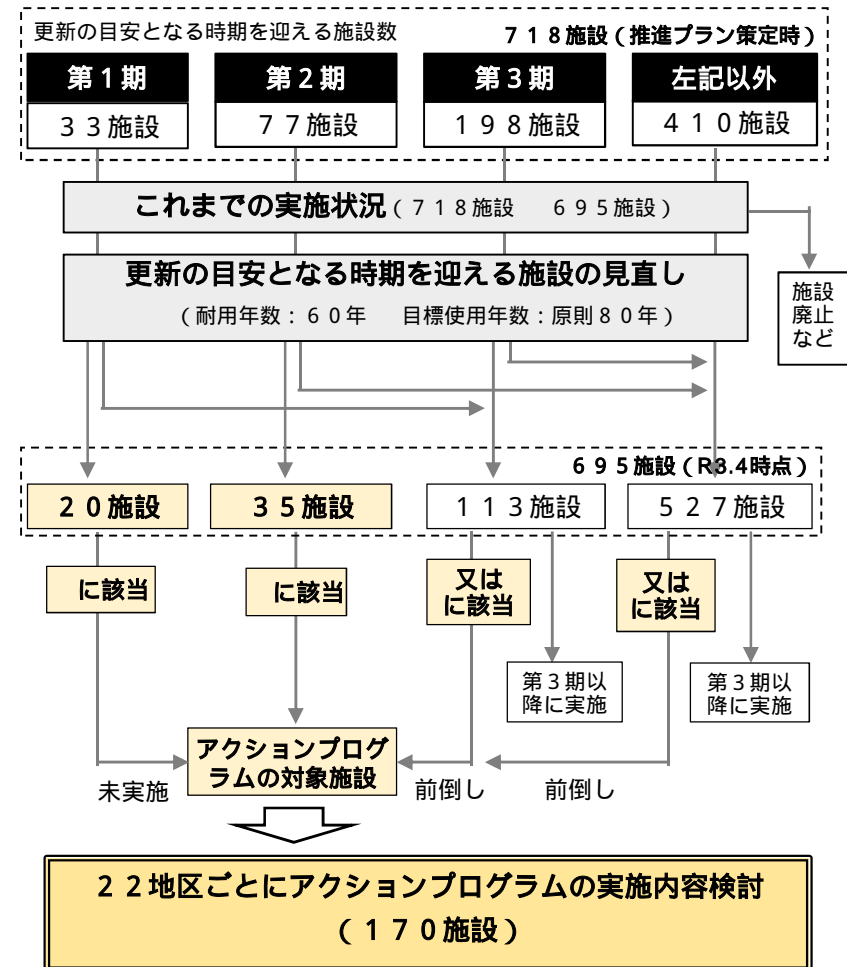 更新の目安となる時期を迎える施設数
718施設(推進プラン策定時)
第1期
第2期
第3期
左記以外
33施設
77施設
198施設
410施設
これまでの実施状況(718施設 695施設)
更新の目安となる時期を迎える施設の見直し
(耐用年数:60年 目標使用年数:原則80年)
施設
廃止
など
695施設(R3.4時点)
20施設
35施設
113施設
527施設
に該当
に該当
又は
に該当
又は
に該当
第3期以
降に実施
第3期以
降に実施
アクションプログ
ラムの対象施設
未実施
前倒し
前倒し
22地区ごとにアクションプログラムの実施内容検討
(170施設)